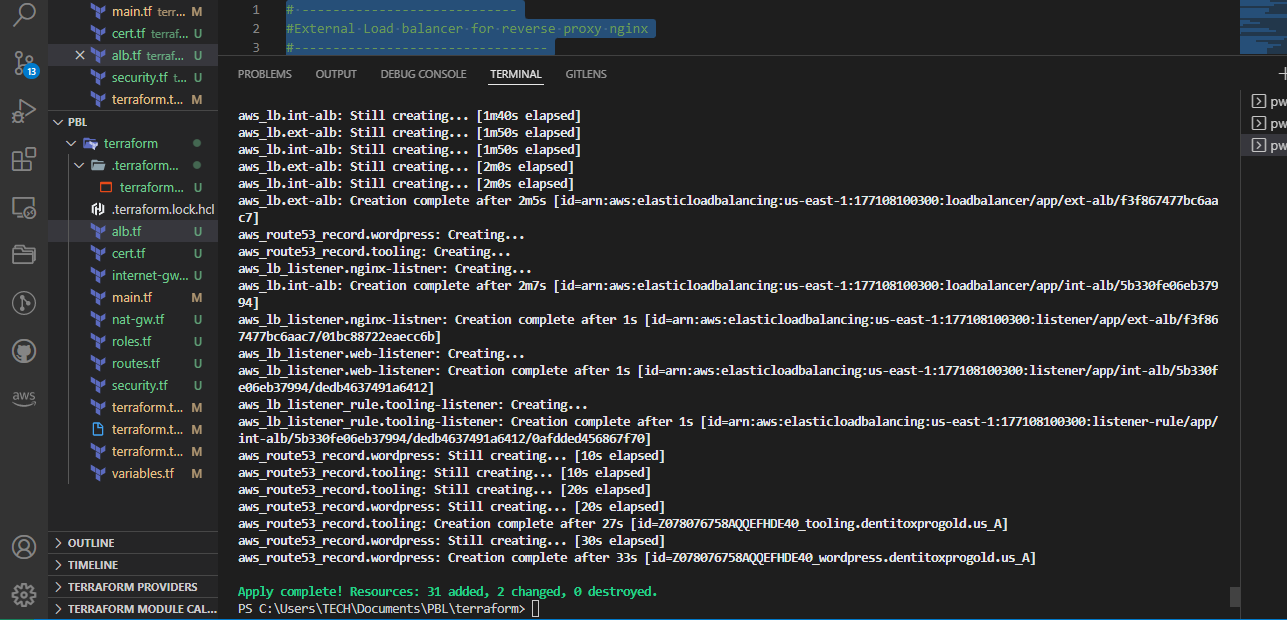 main.tf terr... M
cert.tf terraf... U
alb.tf terraf... U
security.tf t... U
terraform.t... M
PBL
terraform
.terraform...
terraform... U
.terraform.lock.hcl
alb.tf U
cert.tf U
internet-gw... U
main.tf M
nat-gw.tf U
roles.tf U
routes.tf U
security.tf U
terraform.t... M
terraform.t... M
terraform.t... M
variables.tf M
OUTLINE
TIMELINE
TERRAFORM PROVIDERS
TERRAFORM MODULE CAL...
13
aws
1 # ----------------------------
2 #External Load balancer for reverse proxy nginx
3 #---------------------------------
PROBLEMS OUTPUT DEBUG CONSOLE TERMINAL GITLENS
aws_lb.int-alb: Still creating... [1m40s elapsed]
aws_lb.ext-alb: Still creating... [1m50s elapsed]
aws_lb.int-alb: Still creating... [1m50s elapsed]
aws_lb.ext-alb: Still creating... [2m0s elapsed]
aws_lb.int-alb: Still creating... [2m0s elapsed]
aws_lb.ext-alb: Creation complete after 2m5s [id=arn:aws:elasticloadbalancing:us-east-1:177108100300:loadbalancer/app/ext-alb/f3f867477bc6aa
c7]
aws_route53_record.wordpress: Creating...
aws_route53_record.tooling: Creating...
aws_lb_listener.nginx-listner: Creating...
aws_lb.int-alb: Creation complete after 2m7s [id=arn:aws:elasticloadbalancing:us-east-1:177108100300:loadbalancer/app/int-alb/5b330fe06eb379
94]
aws_lb_listener.nginx-listner: Creation complete after 1s [id=arn:aws:elasticloadbalancing:us-east-1:177108100300:listener/app/ext-alb/f3f86
7477bc6aac7/01bc88722eaecc6b]
aws_lb_listener.web-listener: Creating...
aws_lb_listener.web-listener: Creation complete after 1s [id=arn:aws:elasticloadbalancing:us-east-1:177108100300:listener/app/int-alb/5b330f
e06eb37994/dedb4637491a6412]
aws_lb_listener_rule.tooling-listener: Creating...
aws_lb_listener_rule.tooling-listener: Creation complete after 1s [id=arn:aws:elasticloadbalancing:us-east-1:177108100300:listener-rule/app/
int-alb/5b330fe06eb37994/dedb4637491a6412/0afdded456867f70]
aws_route53_record.wordpress: Still creating... [10s elapsed]
aws_route53_record.tooling: Still creating... [10s elapsed]
aws_route53_record.tooling: Still creating... [20s elapsed]
aws_route53_record.wordpress: Still creating... [20s elapsed]
aws_route53_record.tooling: Creation complete after 27s [id=Z078076758AQQEFHDE40_tooling.dentitoxprogold.us_A]
aws_route53_record.wordpress: Still creating... [30s elapsed]
aws_route53_record.wordpress: Creation complete after 33s [id=Z078076758AQQEFHDE40_wordpress.dentitoxprogold.us_A]
Apply complete! Resources: 31 added, 2 changed, 0 destroyed.
PS C:\Users\TECH\Documents\PBL\terraform>
pw
pw
pw